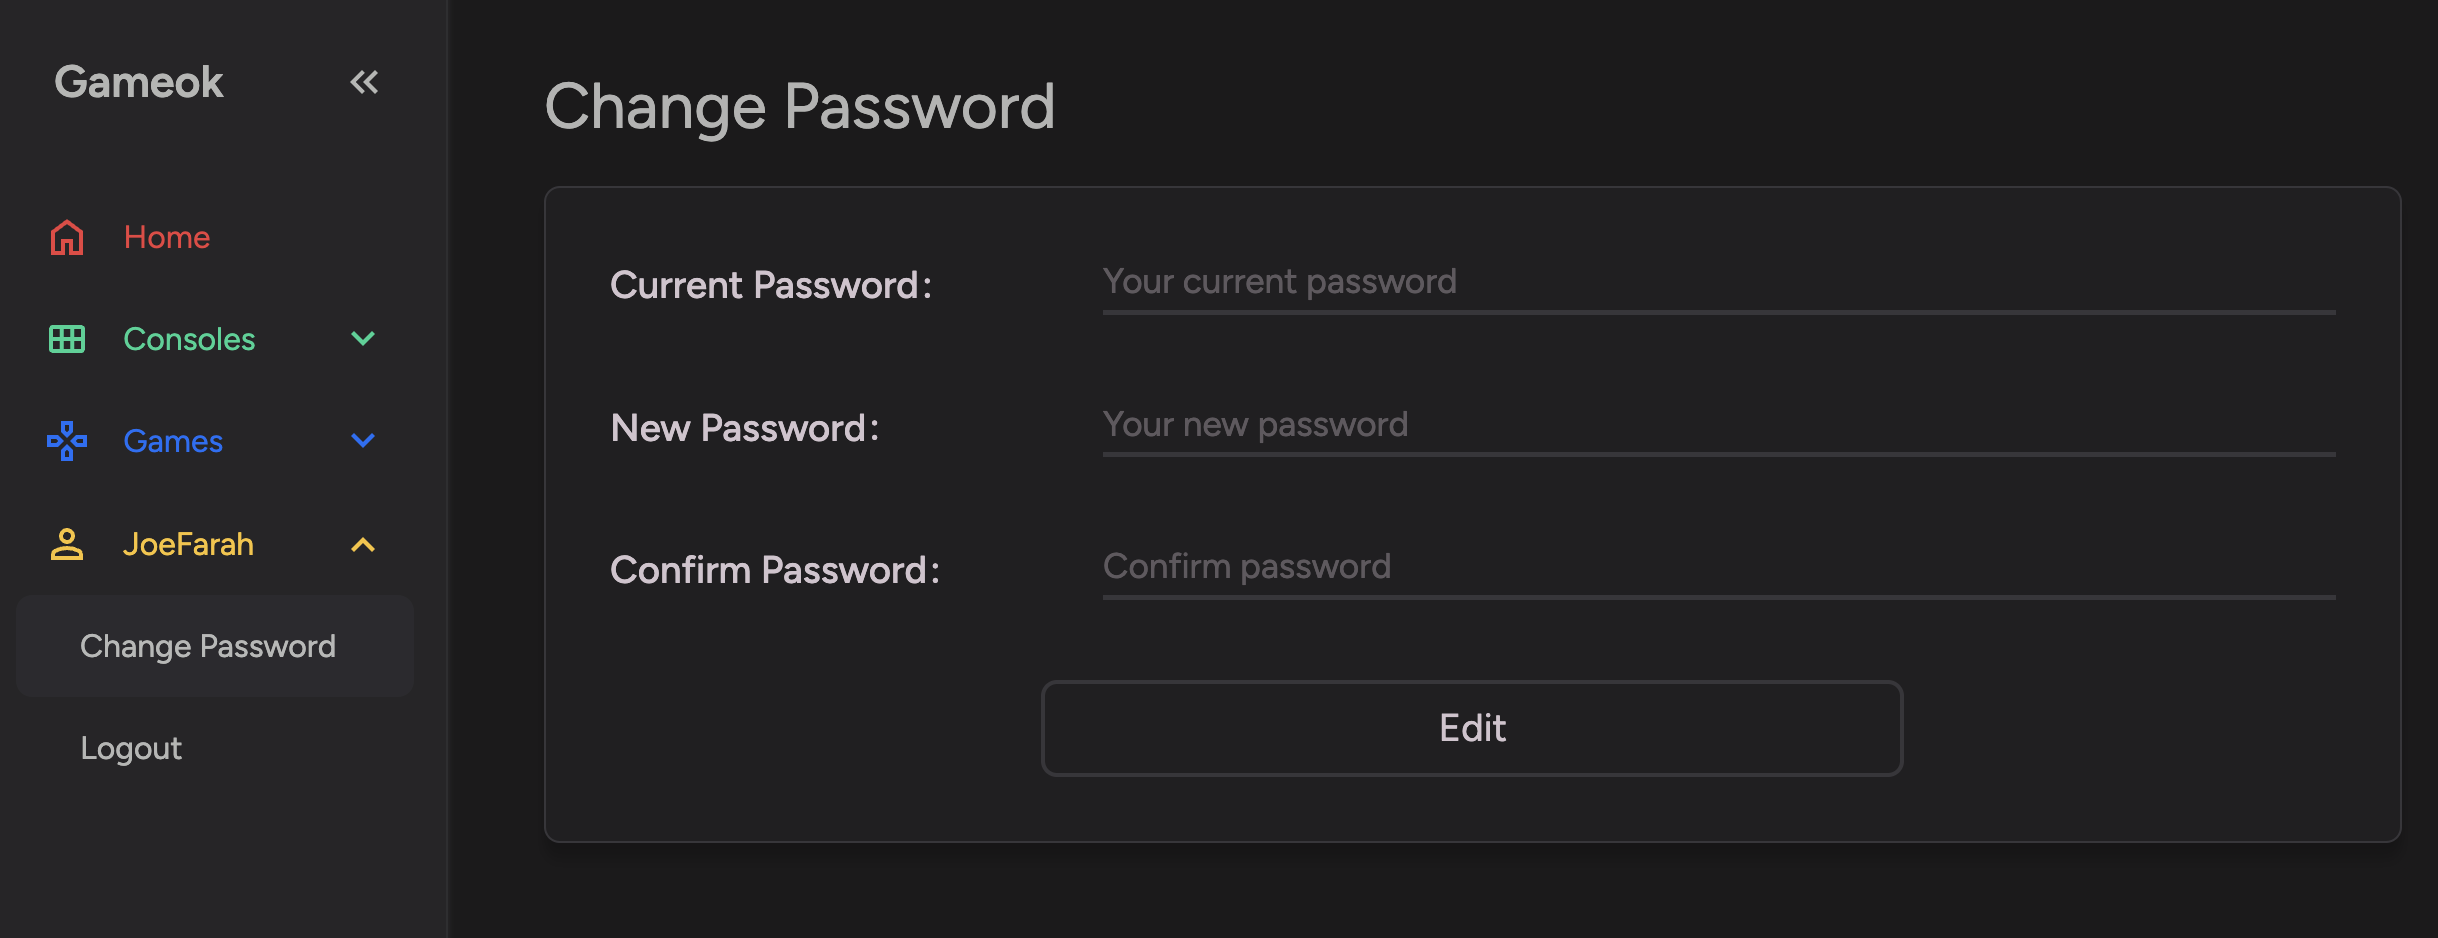 Gameok
Home
Consoles
Games
JoeFarah
Change Password
Logout
Change Password
Current Password:
Your current password
New Password:
Your new password
Confirm Password:
Confirm password
Edit